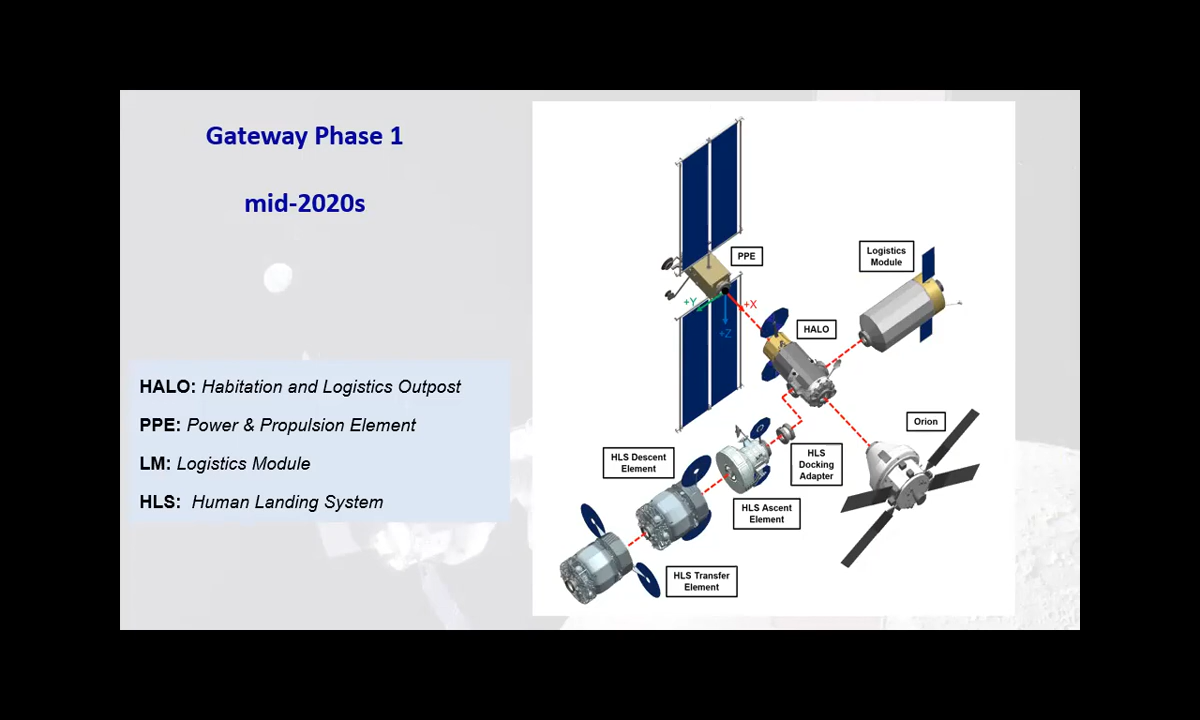 Gateway Phase 1
mid-2020s
HALO: Habitation and Logistics Outpost
PPE: Power & Propulsion Element
LM: Logistics Module
HLS: Human Landing System
PPE
Logistics
Module
+Y
+X
+Z
HALO
Orion
HLS
Docking
Adapter
HLS Descent
Element
HLS Ascent
Element
HLS Transfer
Element